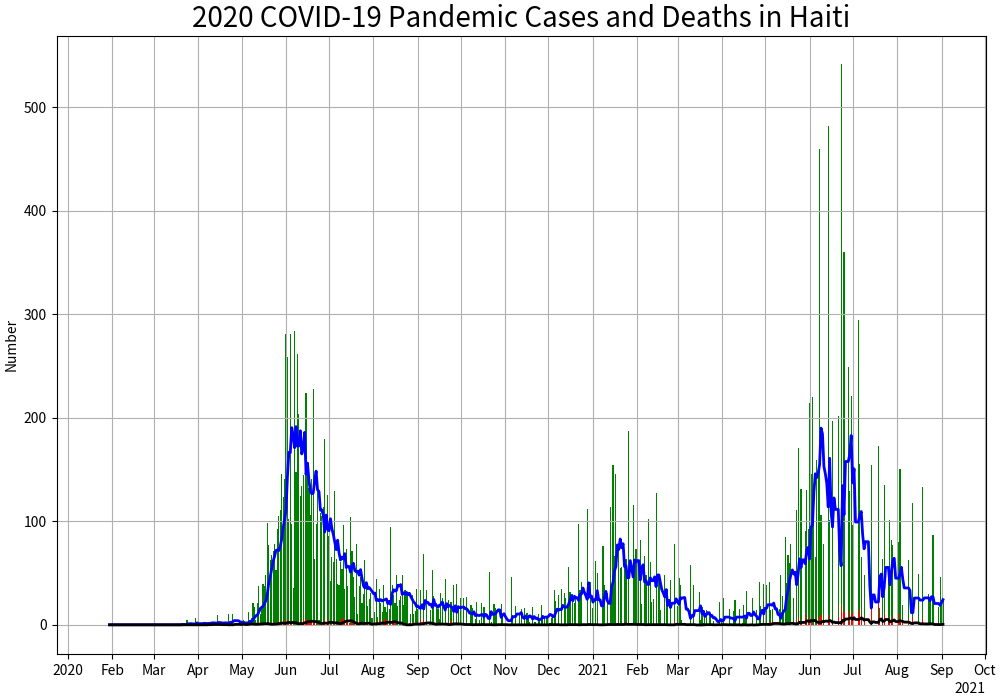 2020 COVID-19 Pandemic Cases and Deaths in Haiti
Number
500
400
300
200
100
0
2020 Feb Mar Apr May Jun Jul Aug Sep Oct Nov Dec 2021 Feb Mar Apr May Jun Jul Aug Sep Oct
2021